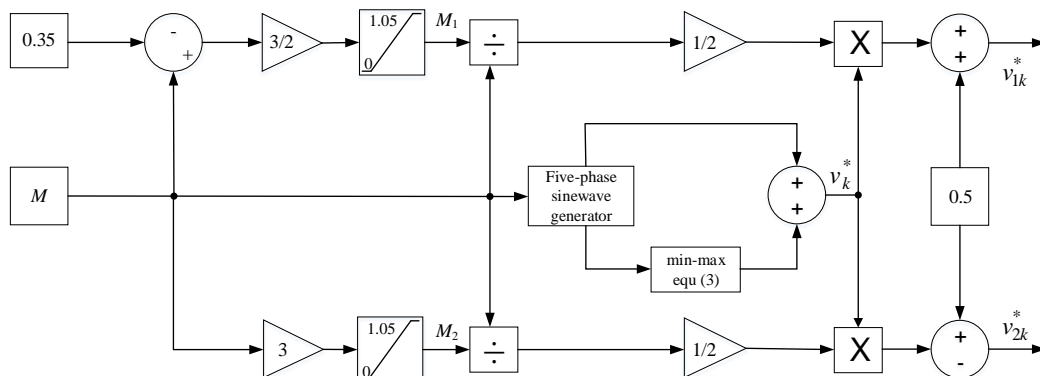 0.35
-
+
3/2
1.05
0
M₁
÷
1/2
X
+
+
v*₁ₖ
M
Five-phase
sinewave
generator
+
+
v*ₖ
0.5
min-max
equ (3)
3
1.05
0
M₂
÷
1/2
X
+
-
v*₂ₖ